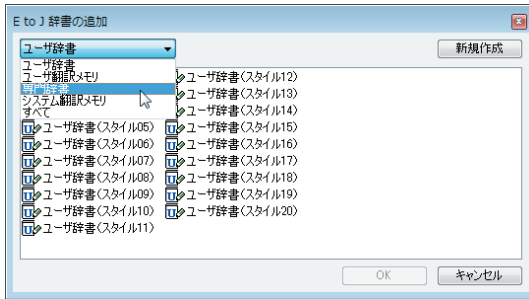 E to J 辞書の追加
ユーザ辞書
新規作成
ユーザ辞書
ユーザ翻訳メモリ
専門辞書
システム翻訳メモリ
すべて
ユーザ辞書(スタイル12)
ユーザ辞書(スタイル13)
ユーザ辞書(スタイル14)
ユーザ辞書(スタイル05) ユーザ辞書(スタイル15)
ユーザ辞書(スタイル06) ユーザ辞書(スタイル16)
ユーザ辞書(スタイル07) ユーザ辞書(スタイル17)
ユーザ辞書(スタイル08) ユーザ辞書(スタイル18)
ユーザ辞書(スタイル09) ユーザ辞書(スタイル19)
ユーザ辞書(スタイル10) ユーザ辞書(スタイル20)
ユーザ辞書(スタイル11)
OK キャンセル